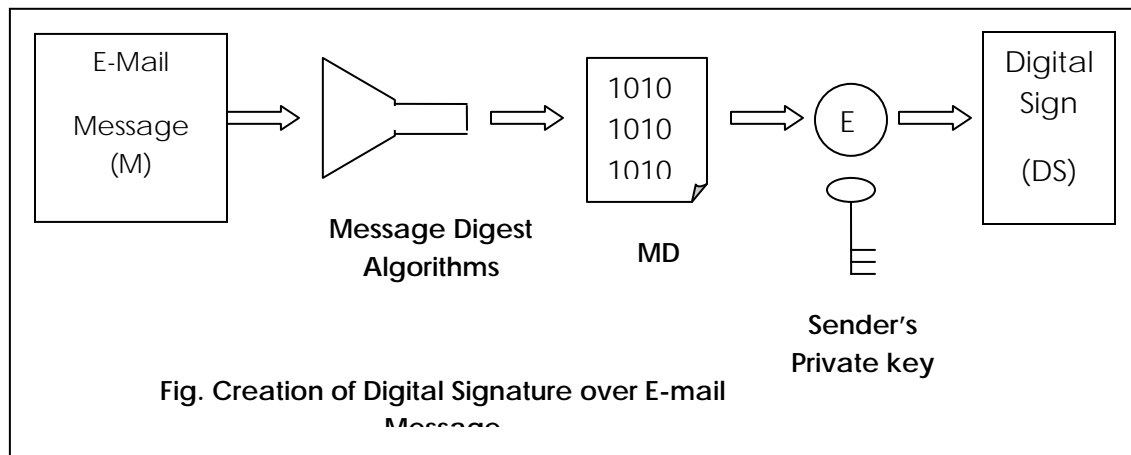 E-Mail
Message
(M)
Message Digest
Algorithms
1010
1010
1010
MD
E
Sender's
Private key
Digital
Sign
(DS)
Fig. Creation of Digital Signature over E-mail
Message